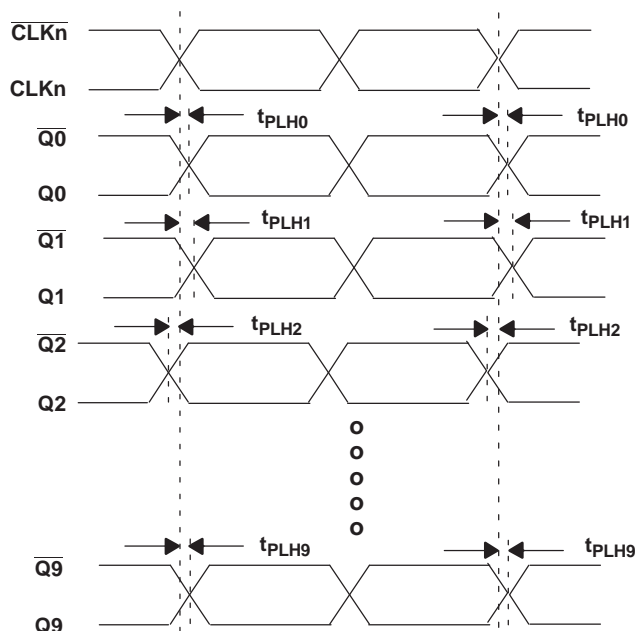 CLKn
CLKn
tPLH0 tPLH0
Q0
Q0
tPLH1 tPLH1
Q1
Q1
tPLH2 tPLH2
Q2
Q2
o
o
o
o
o
tPLH9 tPLH9
Q9
Q9